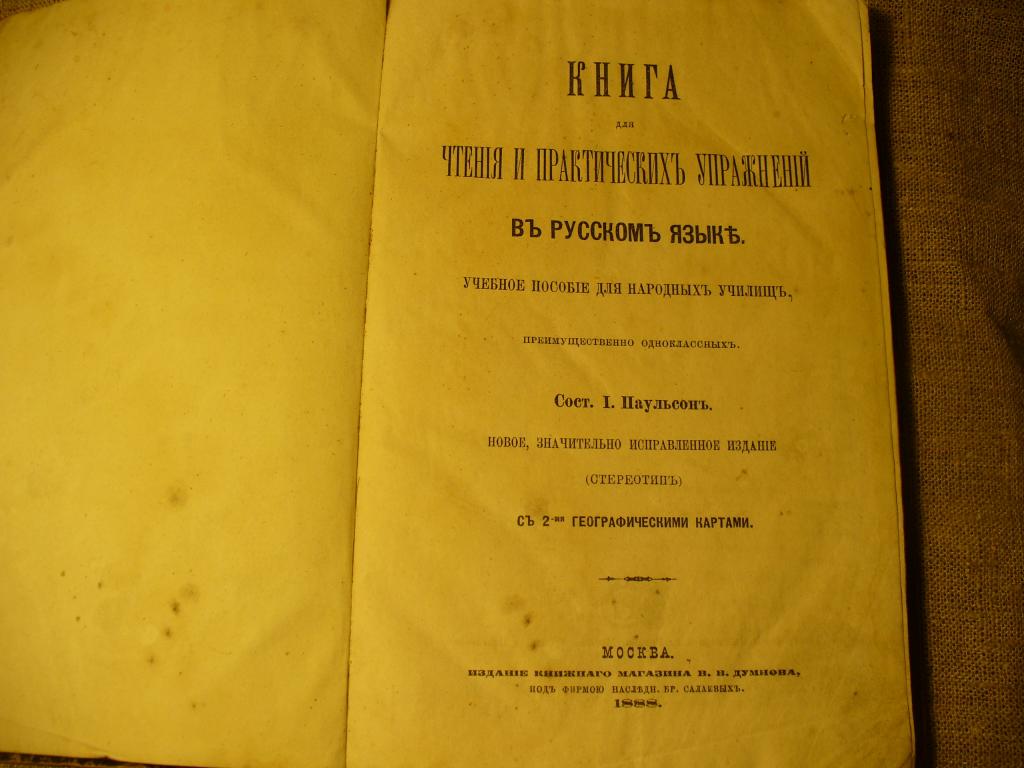 КНИГА
ДЛЯ
ЧТЕНІЯ И ПРАКТИЧЕСКИХЪ УПРАЖНЕНІЙ
ВЪ РУССКОМЪ ЯЗЫКѢ.
УЧЕБНОЕ ПОСОБІЕ ДЛЯ НАРОДНЫХЪ УЧИЛИЩЪ,
ПРЕИМУЩЕСТВЕННО ОДНОКЛАССНЫХЪ.
Сост. І. Паульсонъ.
НОВОЕ, ЗНАЧИТЕЛЬНО ИСПРАВЛЕННОЕ ИЗДАНІЕ
(СТЕРЕОТИПЪ)
СЪ 2-мя ГЕОГРАФИЧЕСКИМИ КАРТАМИ.
МОСКВА.
ИЗДАНІЕ КНИЖНАГО МАГАЗИНА В. В. ДУМНОВА,
ПОДЪ ФИРМОЮ НАСЛѢДН. БР. САЛАЕВЫХЪ.
1888.